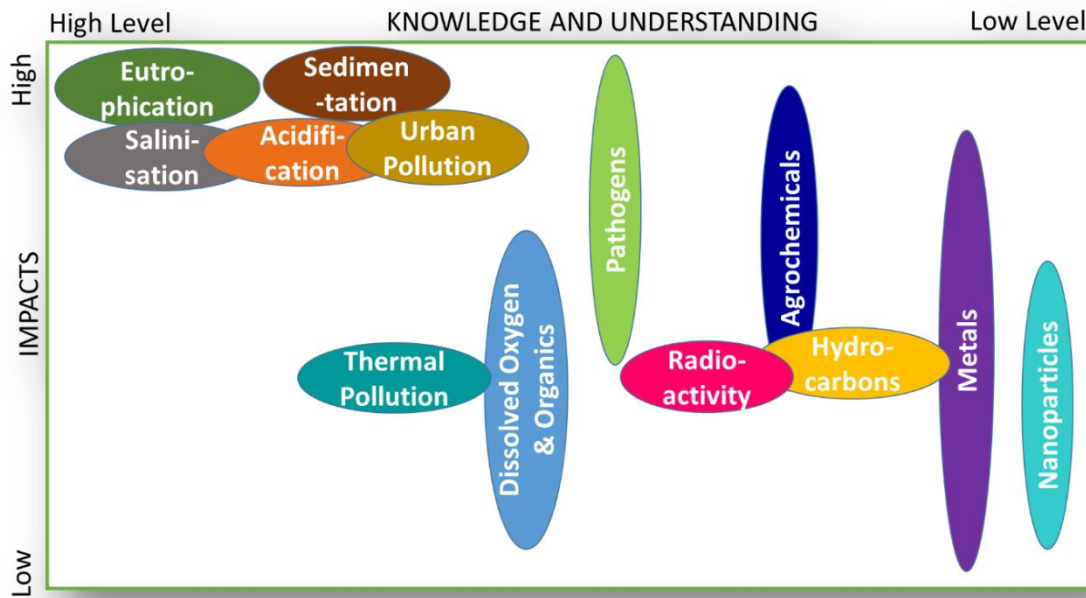 High Level
KNOWLEDGE AND UNDERSTANDING
Low Level
High
IMPACTS
Low
Eutro-
phication
Sedimen
-tation
Salini-
sation
Acidifi-
cation
Urban
Pollution
Pathogens
Agrochemicals
Thermal
Pollution
Dissolved Oxygen
& Organics
Radio-
activity
Hydro-
carbons
Metals
Nanoparticles